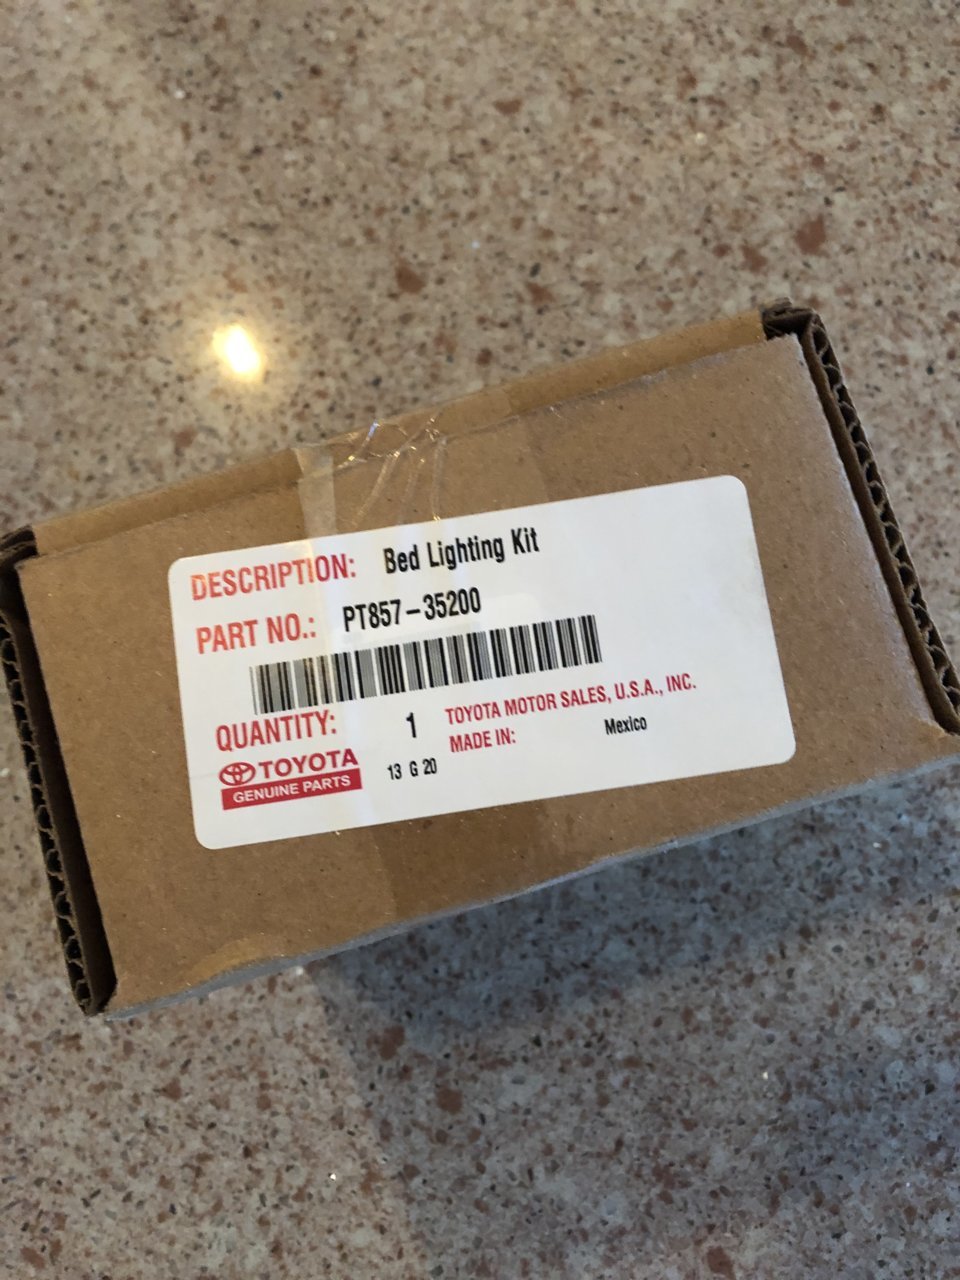 DESCRIPTION: Bed Lighting Kit
PART NO.: PT857-35200
QUANTITY: 1 TOYOTA MOTOR SALES, U.S.A., INC.
MADE IN: Mexico
TOYOTA
GENUINE PARTS
13 G 20